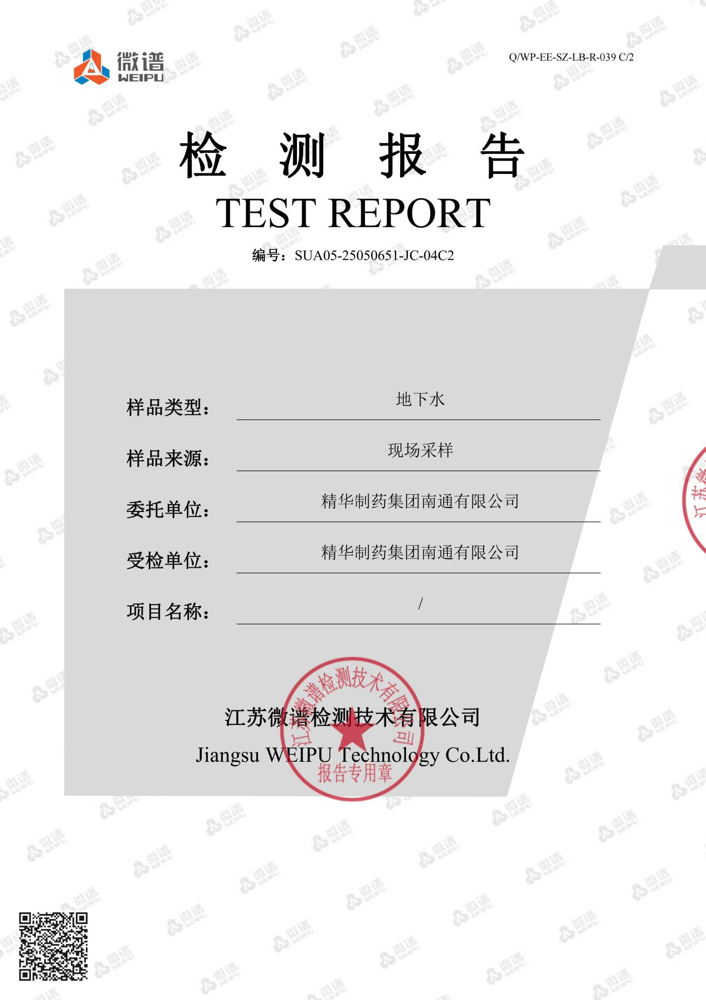 微谱
WEIPU
Q/WP-EE-SZ-LB-R-039 C/2
检测报告
TEST REPORT
编号：SUA05-25050651-JC-04C2
样品类型： 地下水
样品来源： 现场采样
委托单位： 精华制药集团南通有限公司
受检单位： 精华制药集团南通有限公司
项目名称： /
江苏微谱检测技术有限公司
江苏微谱检测技术有限公司
Jiangsu WEIPU Technology Co.Ltd.
报告专用章
江苏微